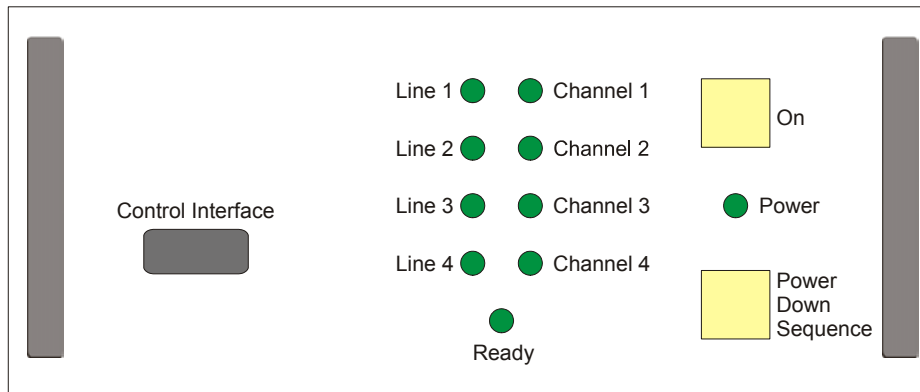 Line 1
Channel 1
On
Line 2
Channel 2
Control Interface
Line 3
Channel 3
Power
Line 4
Channel 4
Power
Down
Sequence
Ready